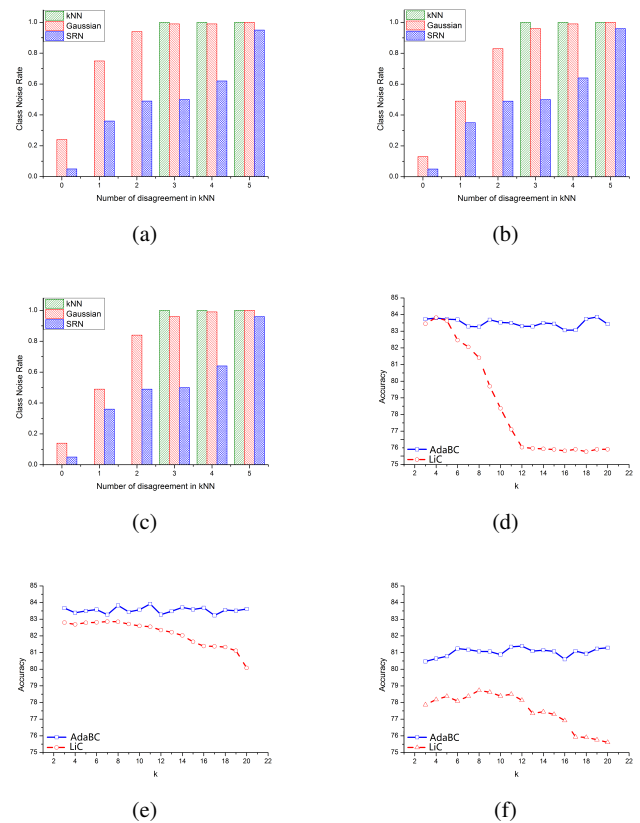 kNN
Gaussian
SRN
Class Noise Rate
1.0
0.8
0.6
0.4
0.2
0.0
0 1 2 3 4 5
Number of disagreement in kNN
(a)
kNN
Gaussian
SRN
Class Noise Rate
1.0
0.8
0.6
0.4
0.2
0.0
0 1 2 3 4 5
Number of disagreement in kNN
(b)
kNN
Gaussian
SRN
Class Noise Rate
1.0
0.8
0.6
0.4
0.2
0.0
0 1 2 3 4 5
Number of disagreement in kNN
(c)
Accuracy
85
84
83
82
81
80
79
78
77
76
75
AdaBC
LiC
2 4 6 8 10 12 14 16 18 20 22
k
(d)
Accuracy
85
84
83
82
81
80
79
78
77
76
75
AdaBC
LiC
2 4 6 8 10 12 14 16 18 20 22
k
(e)
Accuracy
85
84
83
82
81
80
79
78
77
76
75
AdaBC
LiC
2 4 6 8 10 12 14 16 18 20 22
k
(f)